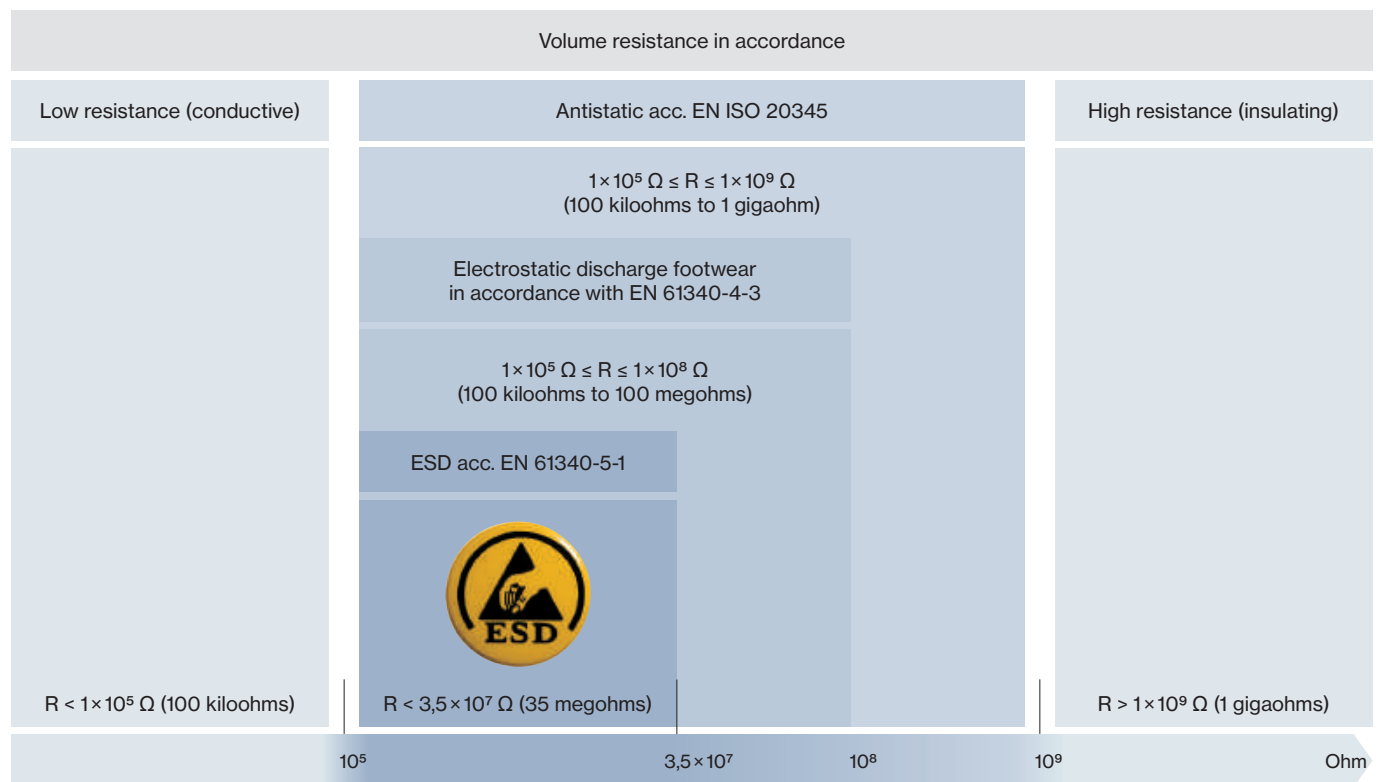 Volume resistance in accordance
Low resistance (conductive)
Antistatic acc. EN ISO 20345
High resistance (insulating)
1×10⁵ Ω ≤ R ≤ 1×10⁹ Ω
(100 kiloohms to 1 gigaohm)
Electrostatic discharge footwear
in accordance with EN 61340-4-3
1×10⁵ Ω ≤ R ≤ 1×10⁸ Ω
(100 kiloohms to 100 megohms)
ESD acc. EN 61340-5-1
ESD
R < 1×10⁵ Ω (100 kiloohms)
R < 3,5×10⁷ Ω (35 megohms)
R > 1×10⁹ Ω (1 gigaohms)
10⁵
3,5×10⁷
10⁸
10⁹
Ohm